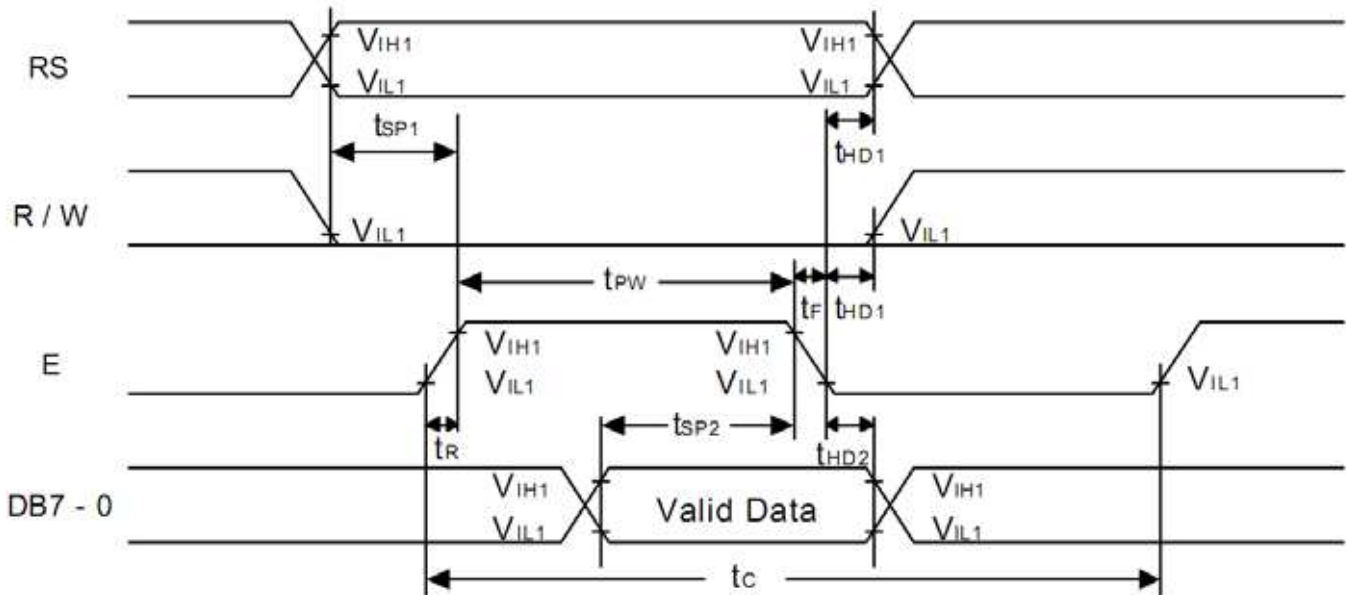 RS
VIH1 VIH1
VIL1 VIL1
tSP1
tHD1
R / W
VIL1 VIL1
tPW
tF tHD1
E
VIH1 VIH1
VIL1 VIL1 VIL1
tSP2
tR tHD2
DB7 - 0
VIH1 VIH1
Valid Data
VIL1 VIL1
tC